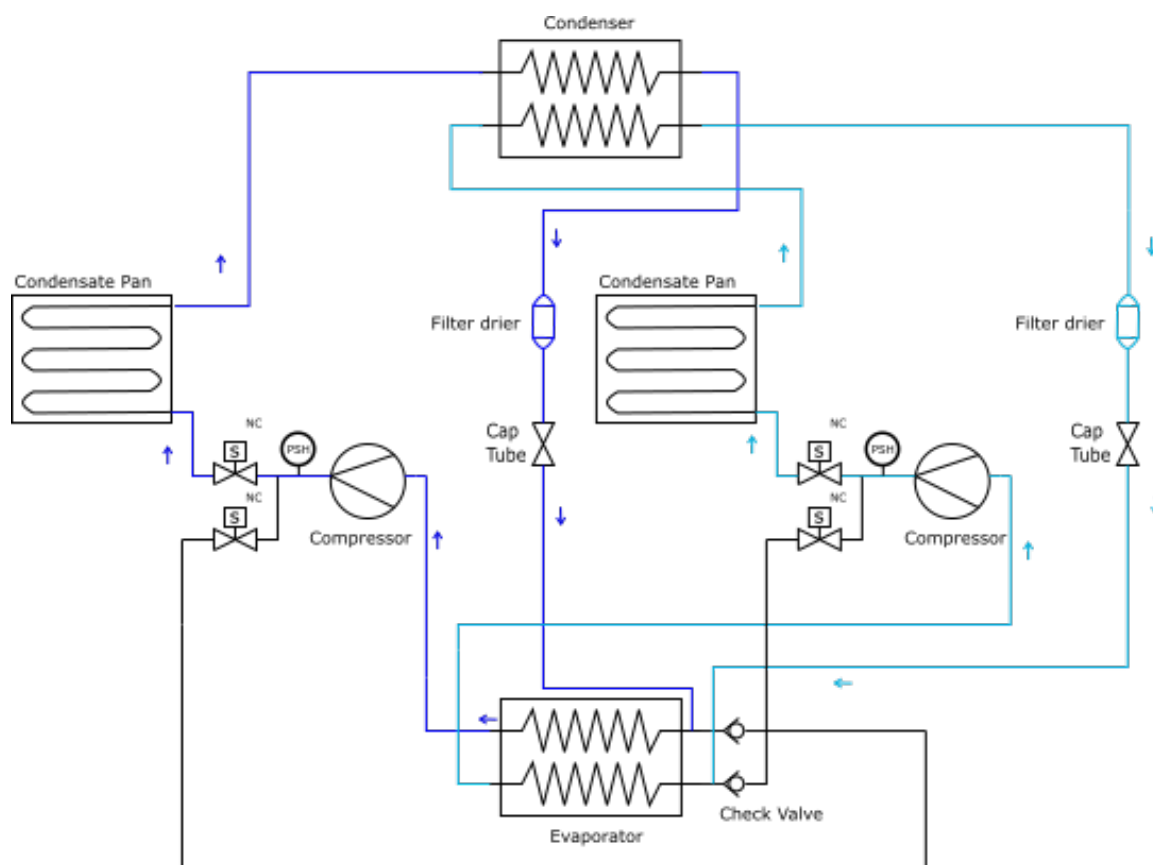 Condenser
Condensate Pan
Condensate Pan
Filter drier
Filter drier
NC
PSH
S
Cap
Tube
NC
PSH
S
Cap
Tube
NC
S
Compressor
NC
S
Compressor
Check Valve
Evaporator